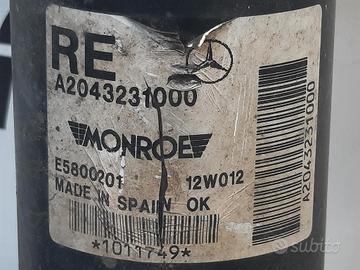 RE
A2043231000
MONROE
E5800201 12W012
MADE IN SPAIN OK
*1011749*
A2043231000
subito